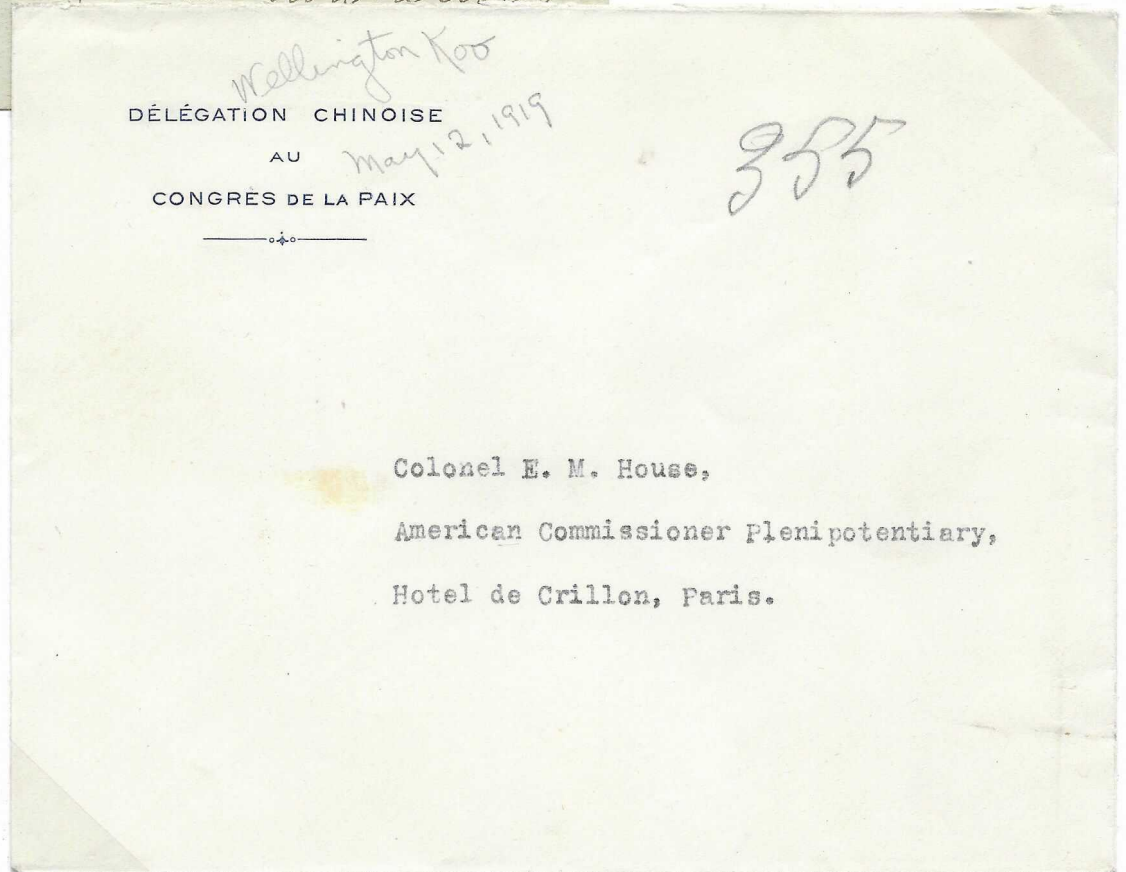 Wellington Koo
DÉLÉGATION CHINOISE
AU
May 12, 1919
CONGRÈS DE LA PAIX
355
Colonel E. M. House,
American Commissioner Plenipotentiary,
Hotel de Crillon, Paris.